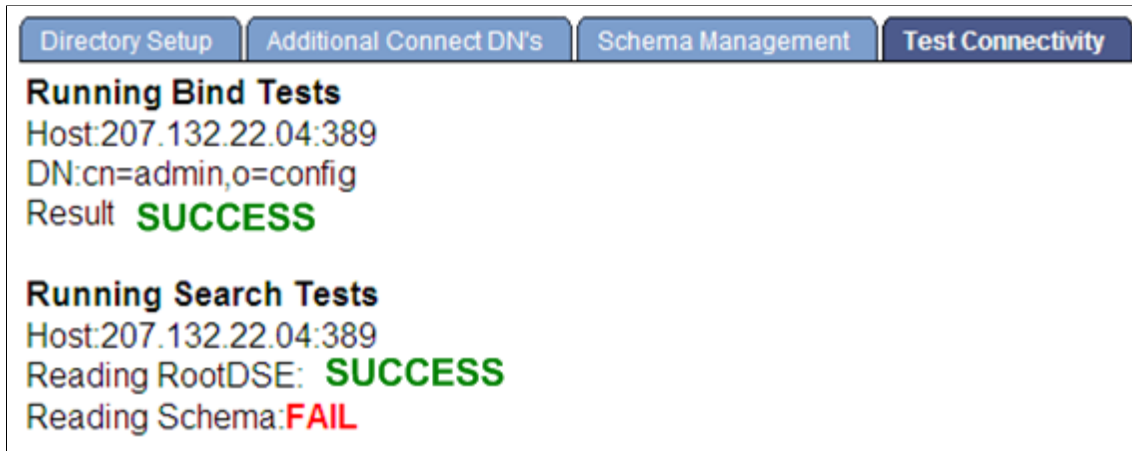 Directory Setup Additional Connect DN's Schema Management Test Connectivity
Running Bind Tests
Host:207.132.22.04:389
DN:cn=admin,o=config
Result SUCCESS
Running Search Tests
Host:207.132.22.04:389
Reading RootDSE: SUCCESS
Reading Schema:FAIL